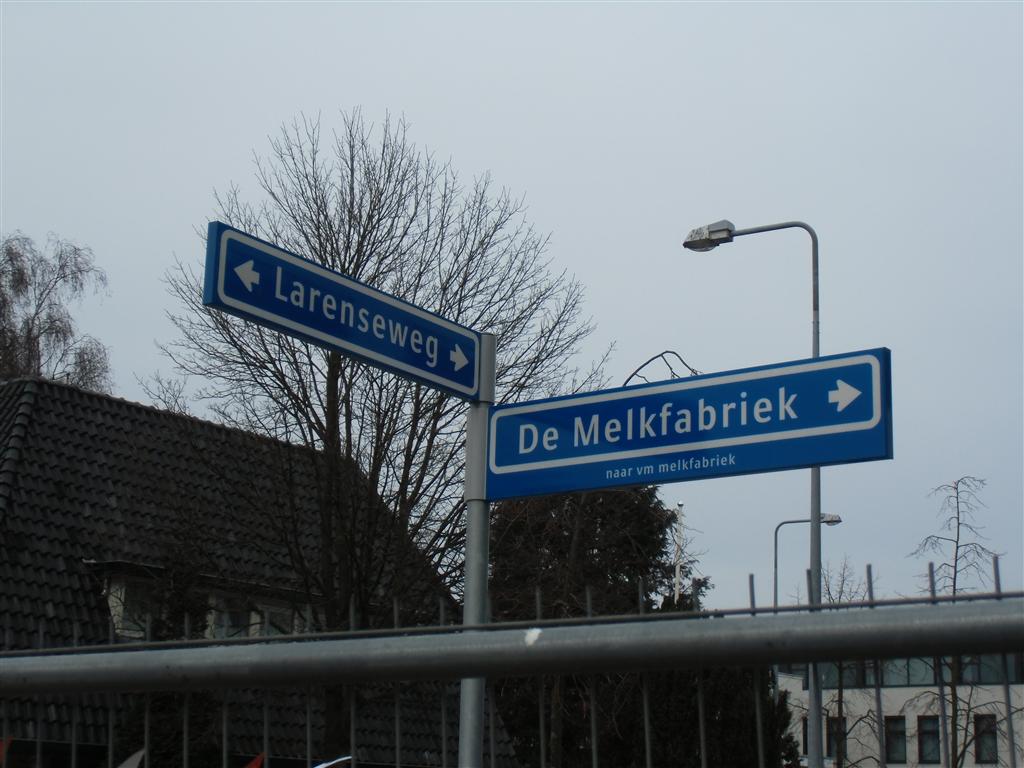 Larenseweg
De Melkfabriek
naar vm melkfabriek